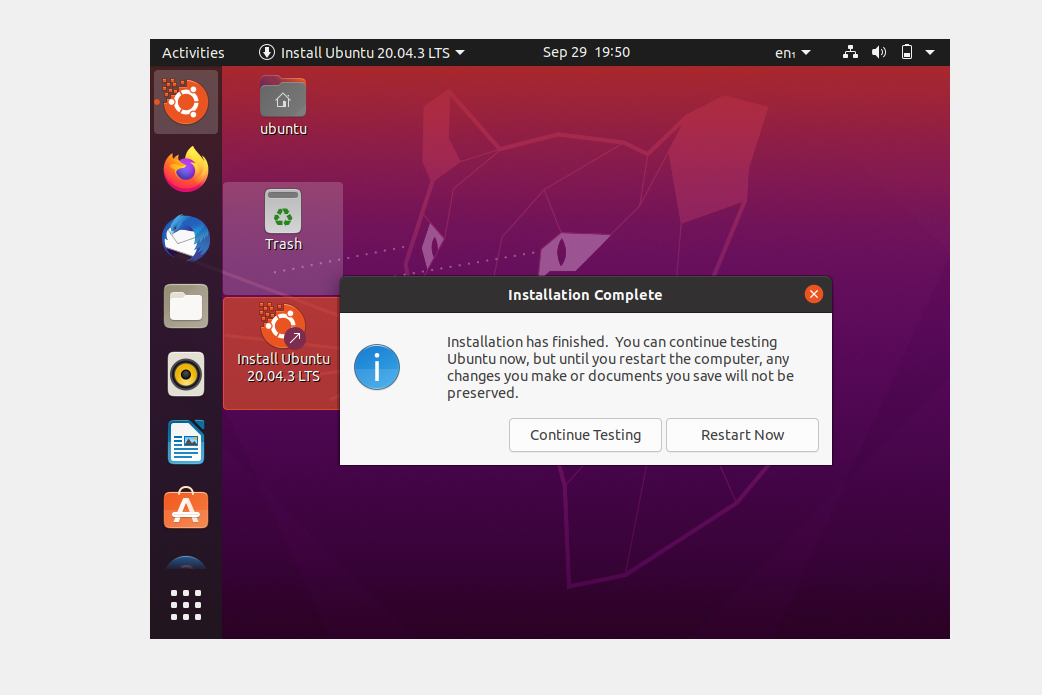 Activities
Install Ubuntu 20.04.3 LTS
Sep 29 19:50
en₁
ubuntu
Trash
Install Ubuntu
20.04.3 LTS
Installation Complete
Installation has finished. You can continue testing
Ubuntu now, but until you restart the computer, any
changes you make or documents you save will not be
preserved.
Continue Testing
Restart Now